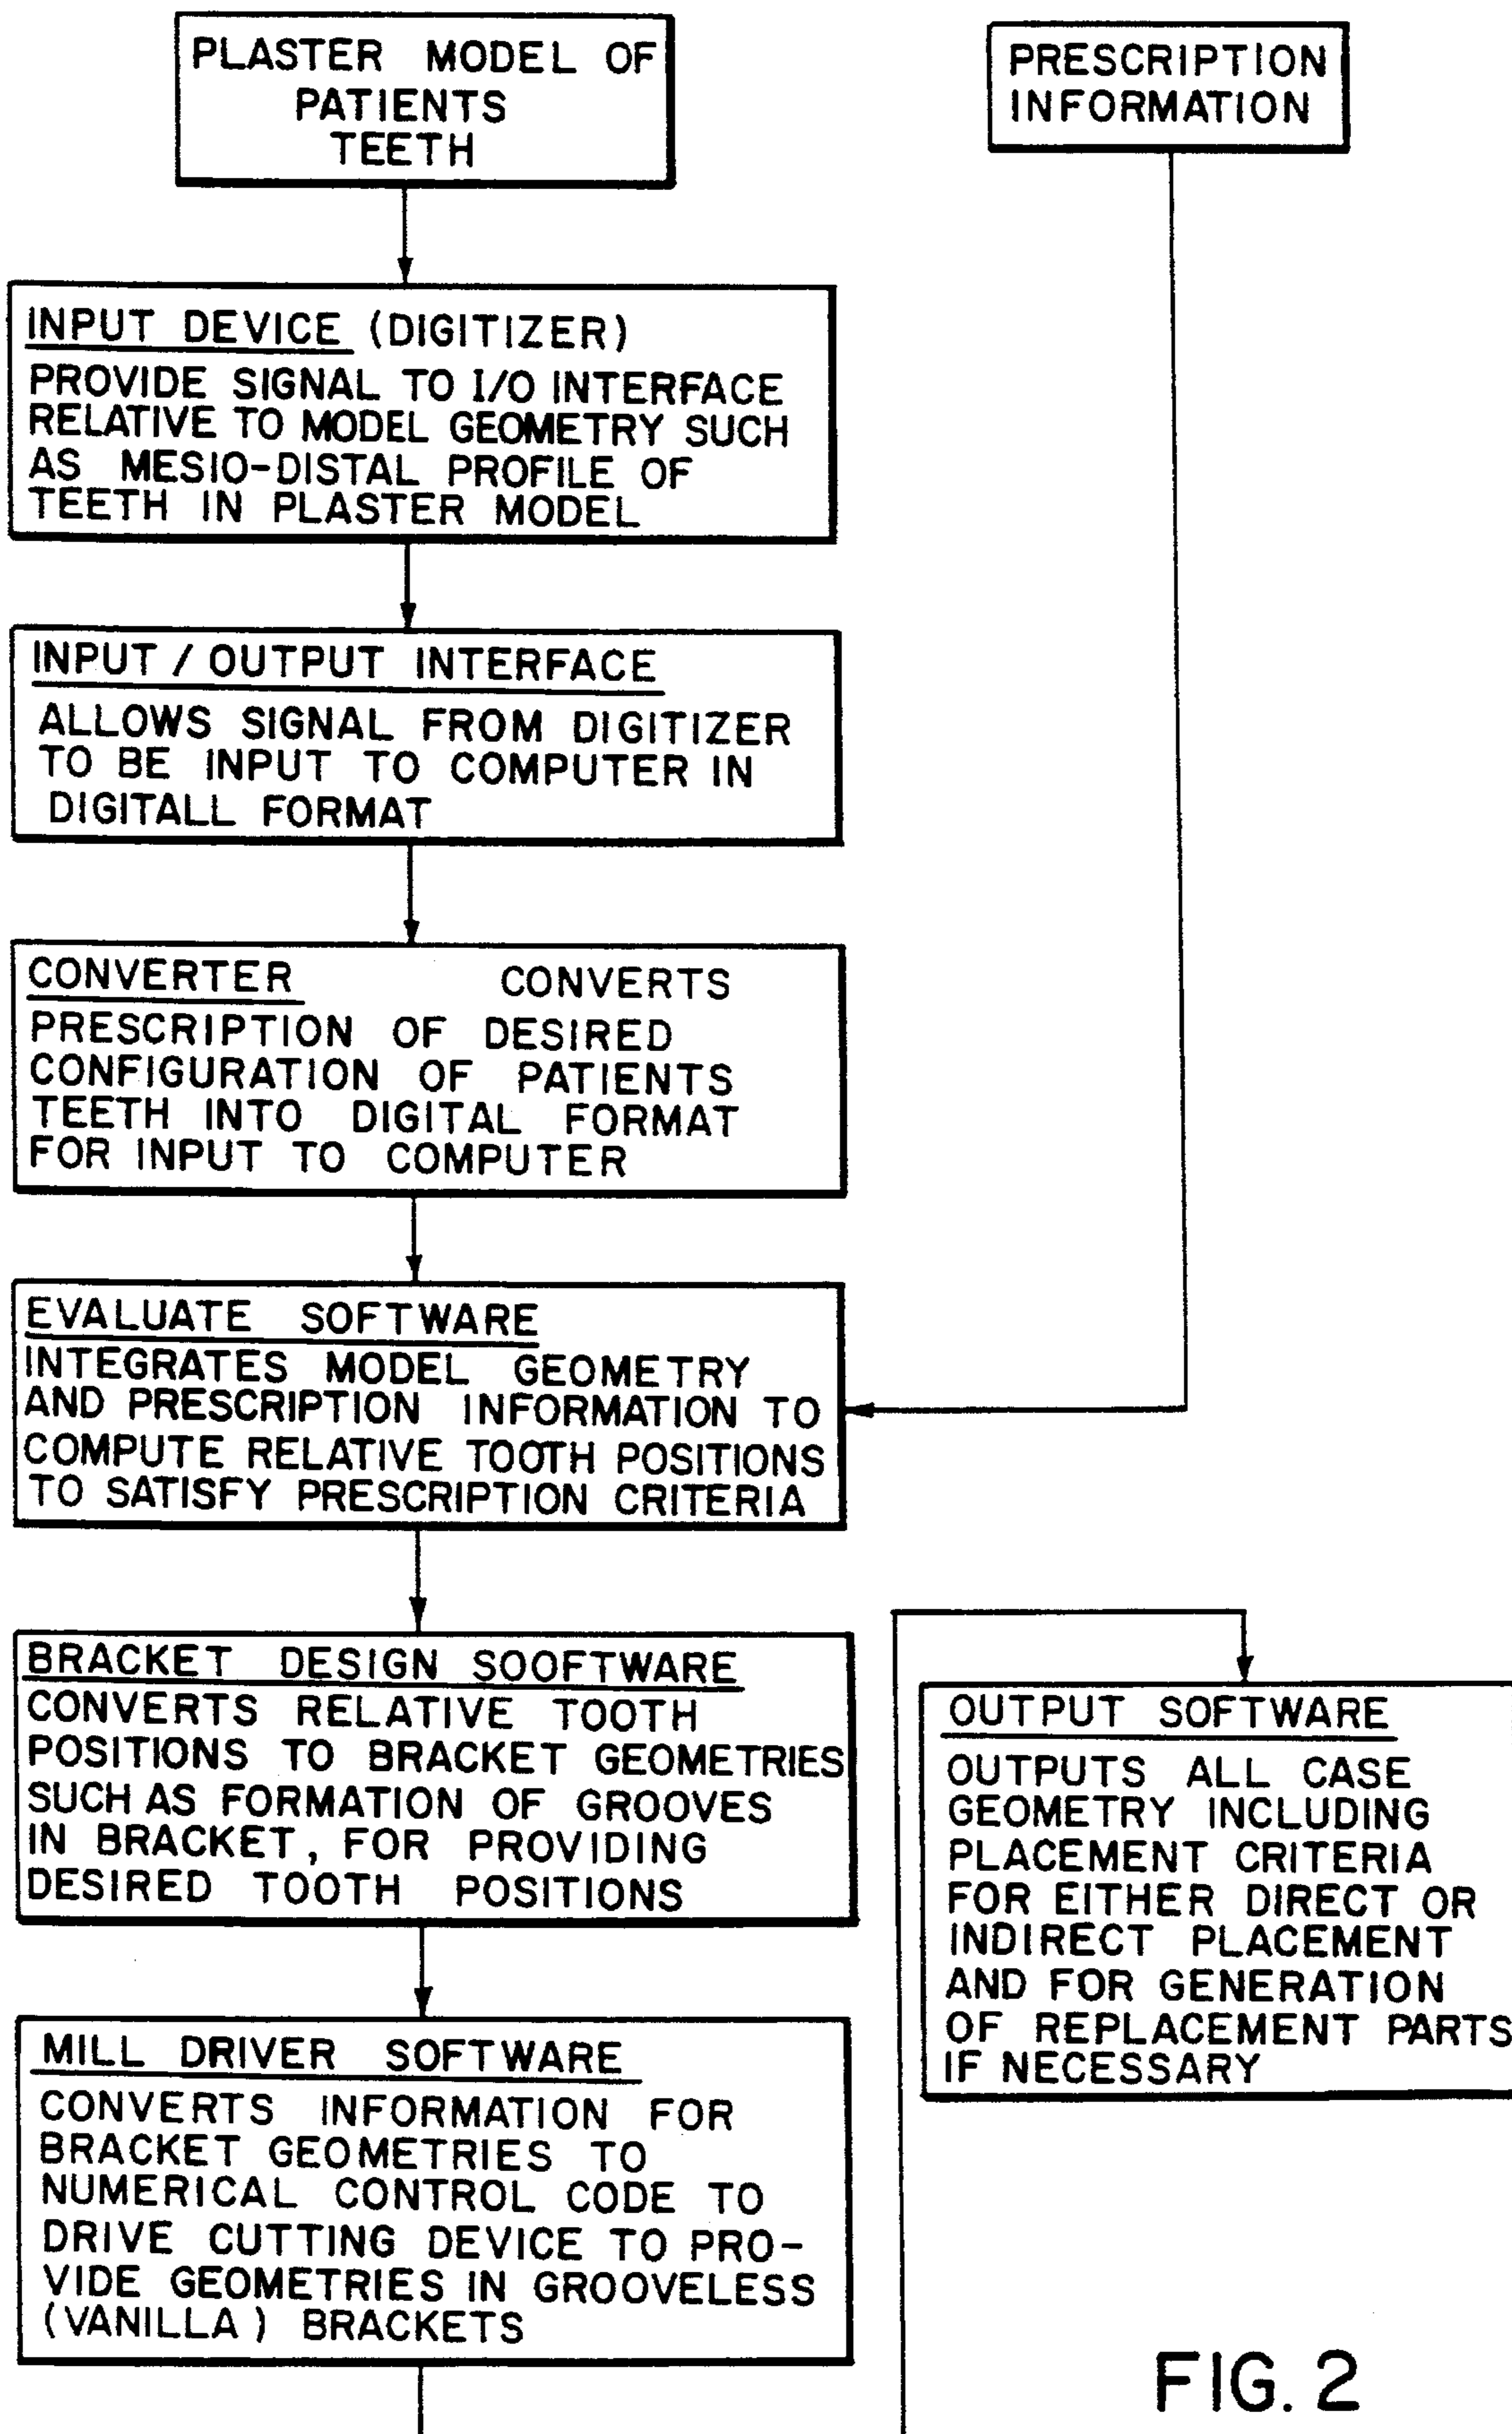 PLASTER MODEL OF
PATIENTS
TEETH
PRESCRIPTION
INFORMATION
INPUT DEVICE (DIGITIZER)
PROVIDE SIGNAL TO I/O INTERFACE
RELATIVE TO MODEL GEOMETRY SUCH
AS MESIO-DISTAL PROFILE OF
TEETH IN PLASTER MODEL
INPUT / OUTPUT INTERFACE
ALLOWS SIGNAL FROM DIGITIZER
TO BE INPUT TO COMPUTER IN
DIGITALL FORMAT
CONVERTER CONVERTS
PRESCRIPTION OF DESIRED
CONFIGURATION OF PATIENTS
TEETH INTO DIGITAL FORMAT
FOR INPUT TO COMPUTER
EVALUATE SOFTWARE
INTEGRATES MODEL GEOMETRY
AND PRESCRIPTION INFORMATION TO
COMPUTE RELATIVE TOOTH POSITIONS
TO SATISFY PRESCRIPTION CRITERIA
BRACKET DESIGN SOOFTWARE
CONVERTS RELATIVE TOOTH
POSITIONS TO BRACKET GEOMETRIES
SUCH AS FORMATION OF GROOVES
IN BRACKET, FOR PROVIDING
DESIRED TOOTH POSITIONS
MILL DRIVER SOFTWARE
CONVERTS INFORMATION FOR
BRACKET GEOMETRIES TO
NUMERICAL CONTROL CODE TO
DRIVE CUTTING DEVICE TO PRO-
VIDE GEOMETRIES IN GROOVELESS
(VANILLA) BRACKETS
OUTPUT SOFTWARE
OUTPUTS ALL CASE
GEOMETRY INCLUDING
PLACEMENT CRITERIA
FOR EITHER DIRECT OR
INDIRECT PLACEMENT
AND FOR GENERATION
OF REPLACEMENT PARTS
IF NECESSARY
FIG. 2